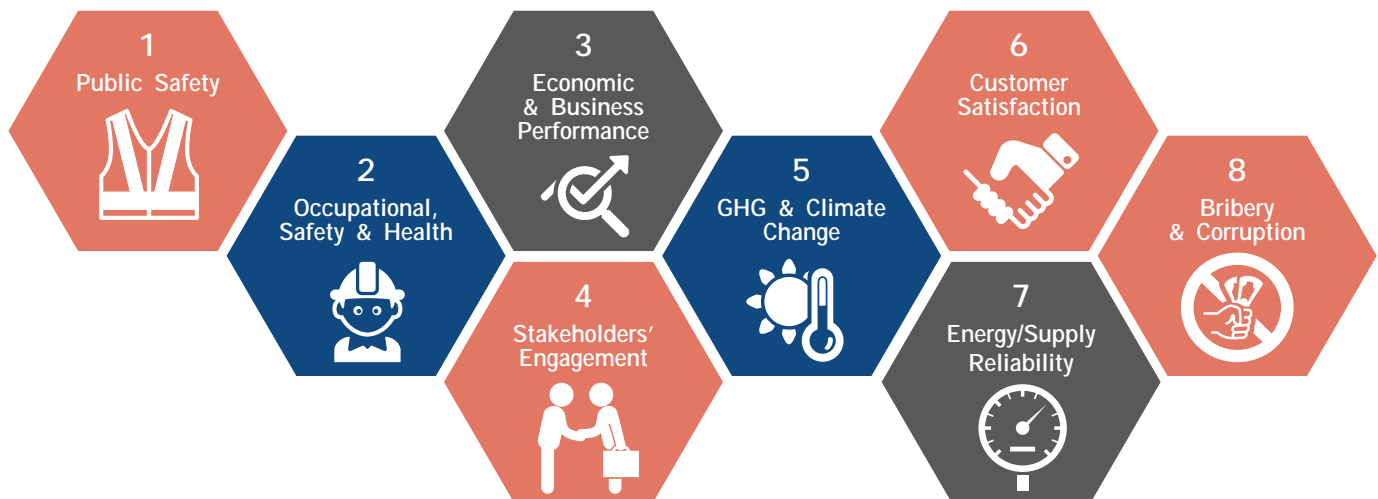 1
Public Safety
2
Occupational,
Safety & Health
3
Economic
& Business
Performance
4
Stakeholders'
Engagement
5
GHG & Climate
Change
6
Customer
Satisfaction
7
Energy/Supply
Reliability
8
Bribery
& Corruption